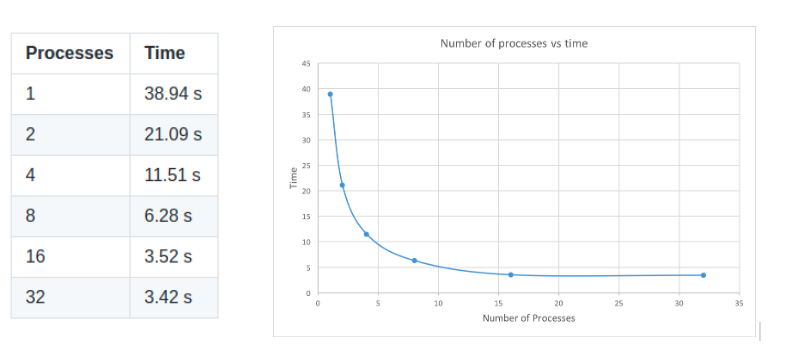 Processes Time
1 38.94 s
2 21.09 s
4 11.51 s
8 6.28 s
16 3.52 s
32 3.42 s
Number of processes vs time
45
40
35
30
25
20
15
10
5
0
Time
0 5 10 15 20 25 30 35
Number of Processes